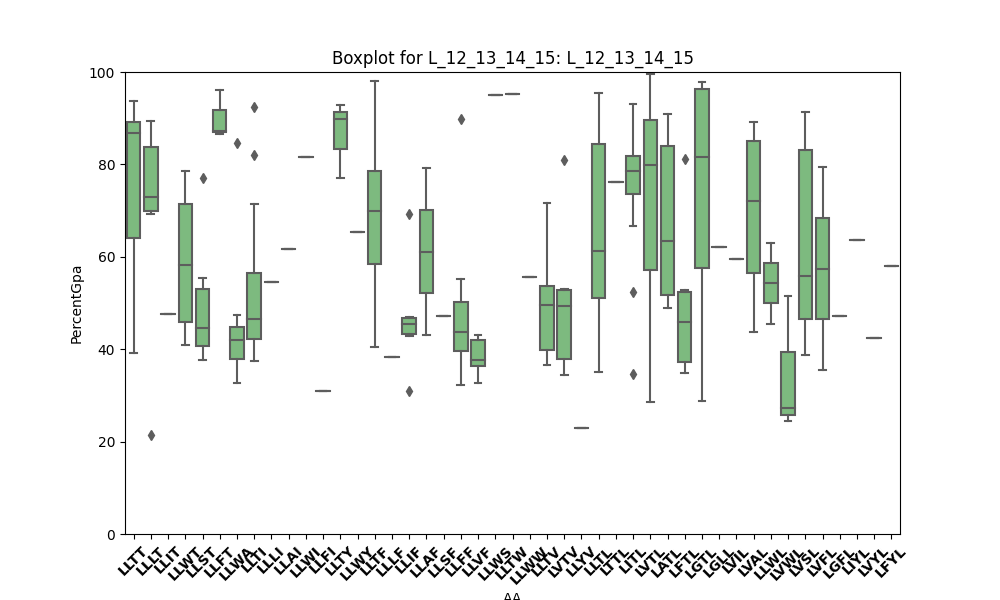 Boxplot for L_12_13_14_15: L_12_13_14_15
PercentGpa
100
80
60
40
20
0
LLTT LLLT LLIT LLWT LLST LLFT LLWA LLTI LLLI LLAI LLWI LLFI LLTY LLWY LLTF LLLF LLIF LLAF LLSF LLFF LLVF LLWS LLTW LLWW LLTV LVTV LLYV LLTL LTTL LITL LVTL LATL LFTL LGTL LGLL LVIL LVAL LLWL LVWL LVSL LVFL LGFL LIYL LVYL LFYL
AA